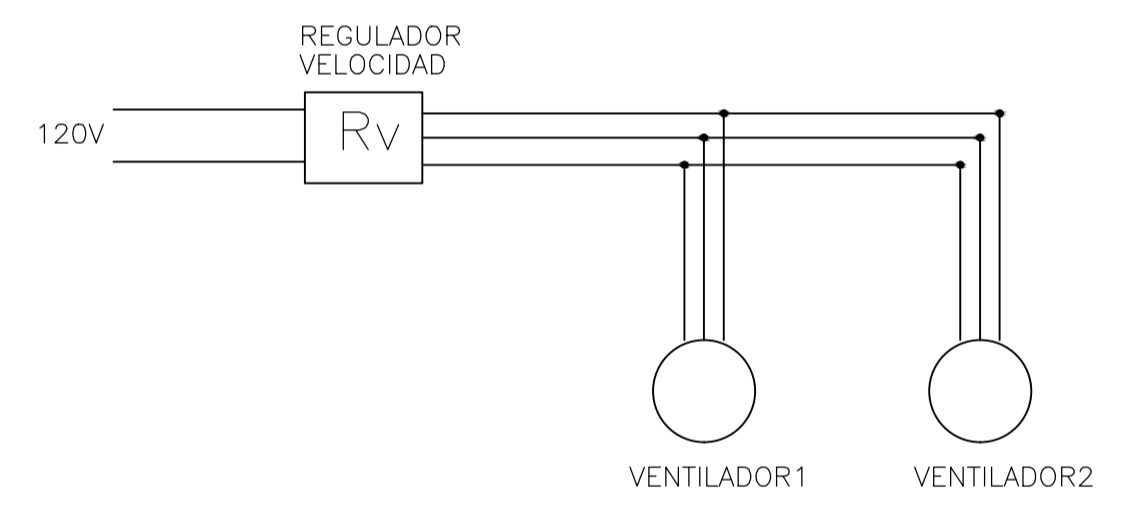 REGULADOR
VELOCIDAD
120V
Rv
VENTILADOR1
VENTILADOR2